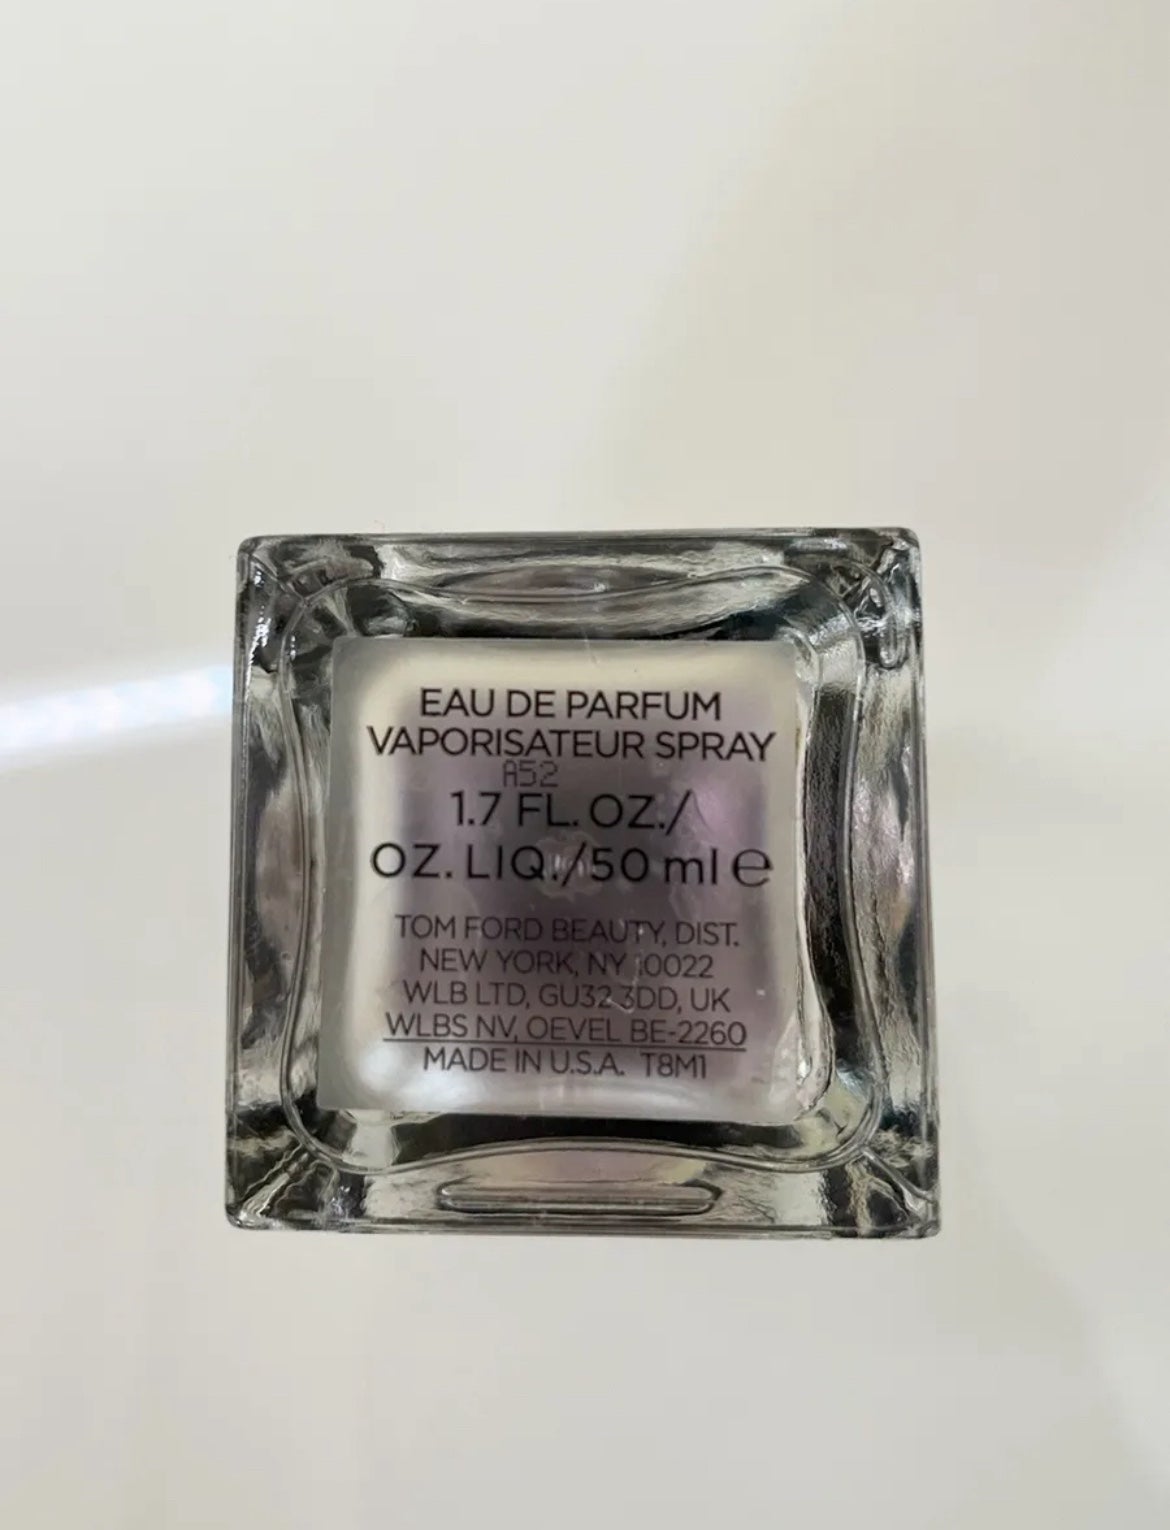 EAU DE PARFUM
VAPORISATEUR SPRAY
A52
1.7 FL. OZ./
OZ. LIQ./50 ml e
TOM FORD BEAUTY, DIST.
NEW YORK, NY 10022
WLB LTD, GU32 3DD, UK
WLBS NV, OEVEL BE-2260
MADE IN U.S.A. T8M1